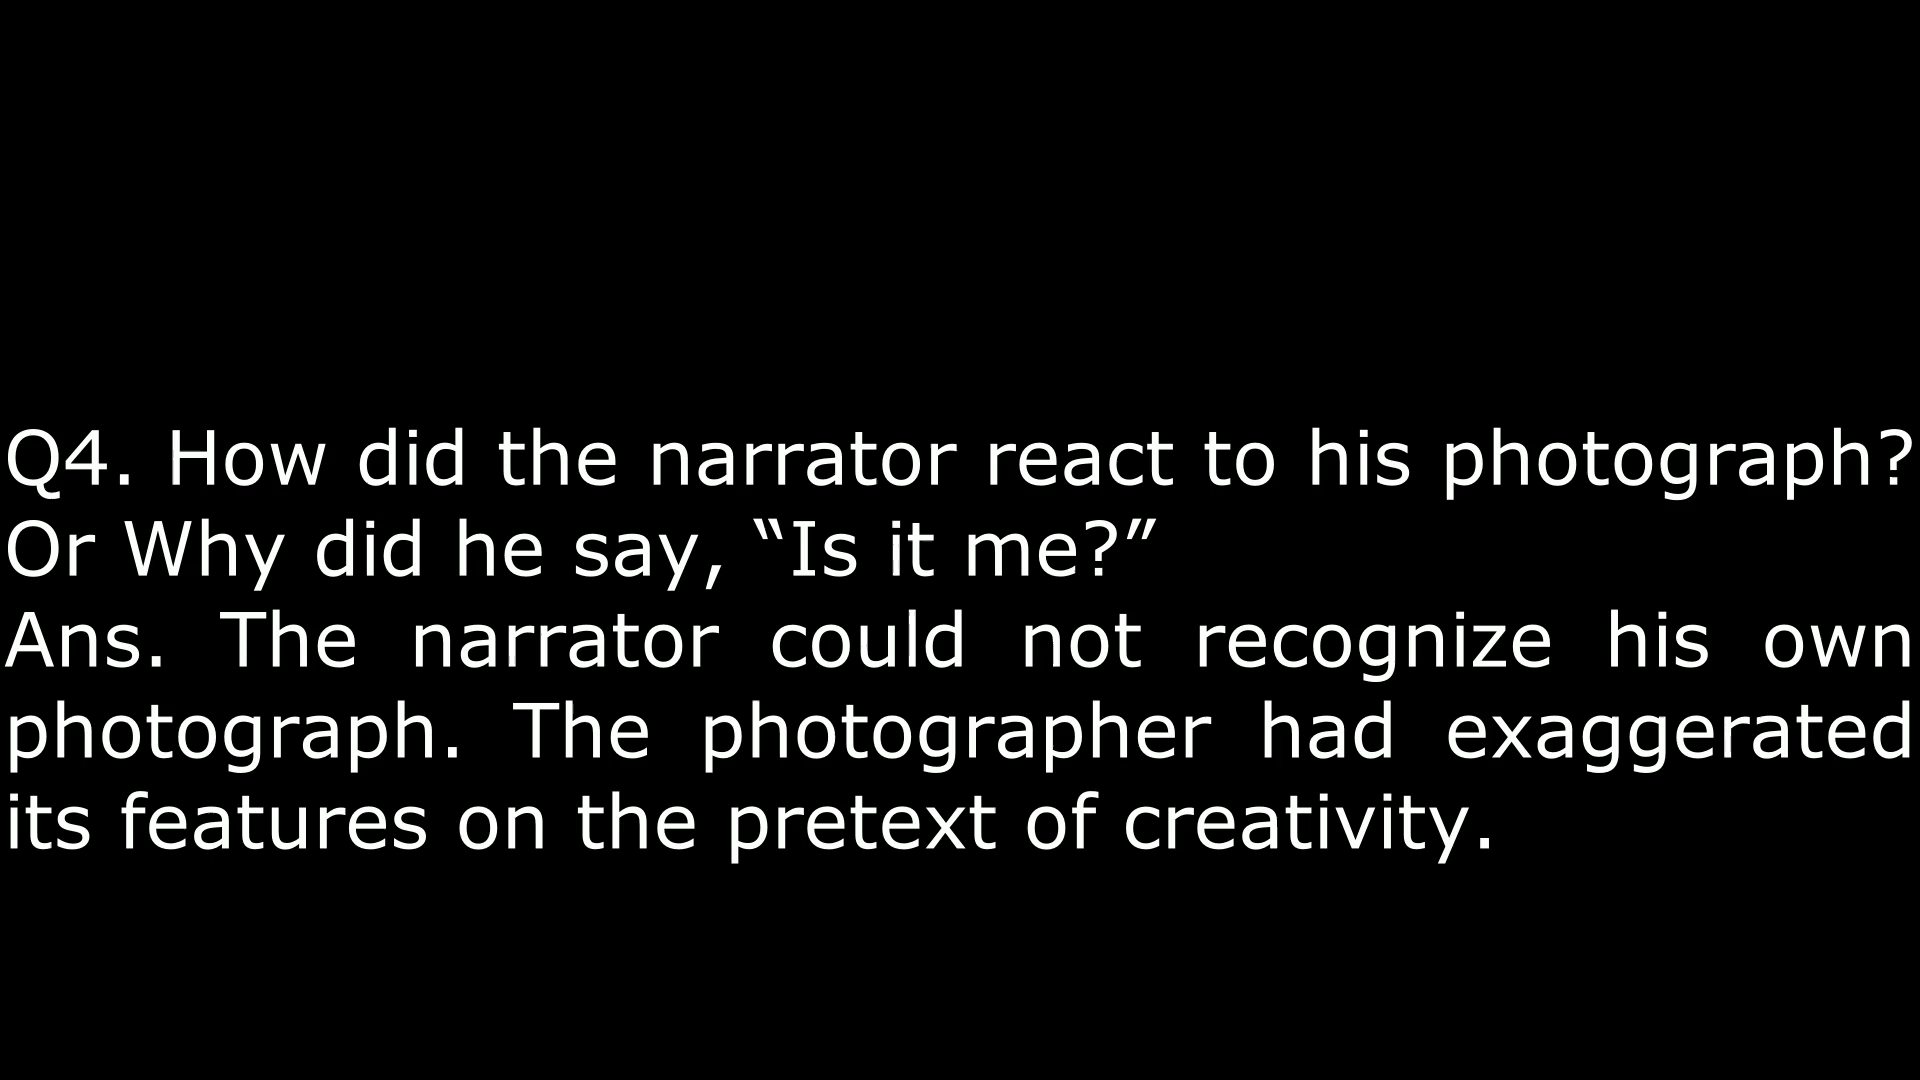 Q4. How did the narrator react to his photograph?
Or Why did he say, “Is it me?”
Ans. The narrator could not recognize his own
photograph. The photographer had exaggerated
its features on the pretext of creativity.